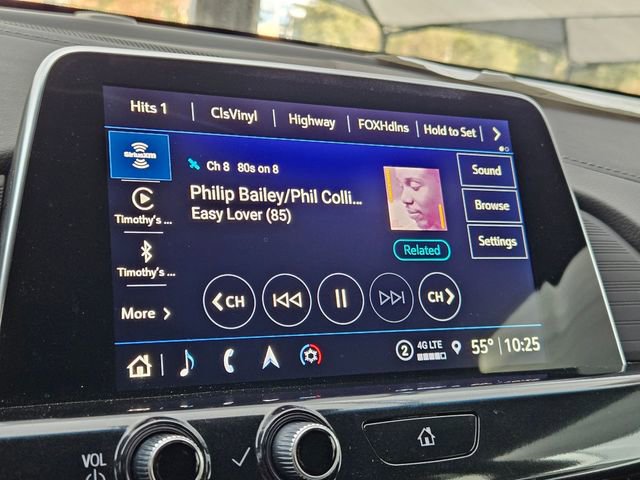 Hits 1 | ClsVinyl | Highway | FOXHdlns | Hold to Set |
SiriusXM
Ch 8 80s on 8
Philip Bailey/Phil Colli...
Easy Lover (85)
Sound
Browse
Settings
Related
Timothy's ...
Timothy's ...
More
CH
CH
2 4G LTE 55° 10:25
VOL